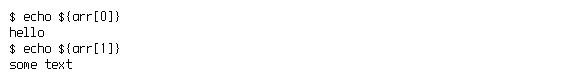 $ echo ${arr[0]}
hello
$ echo ${arr[1]}
some text